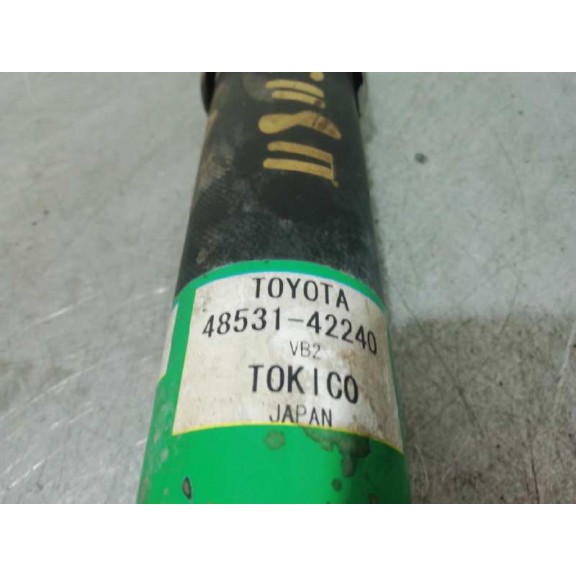 TOYOTA
48531-42240
VB2
TOKICO
JAPAN